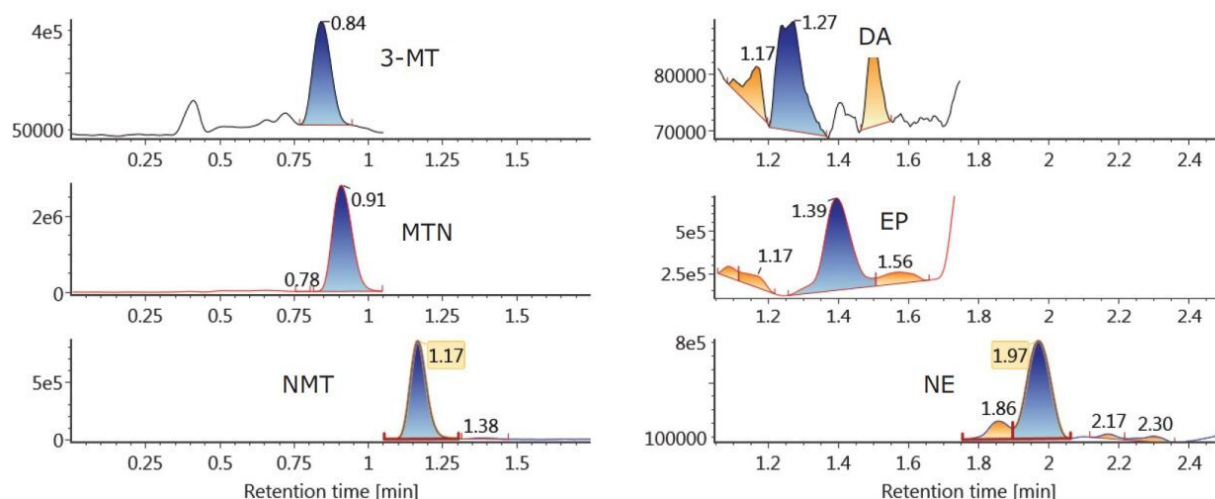 4e5
0.84
3-MT
50000
0.25 0.5 0.75 1 1.25 1.5
2e6
0.91
MTN
0.78
0
0.25 0.5 0.75 1 1.25 1.5
5e5
1.17
NMT
1.38
0
0.25 0.5 0.75 1 1.25 1.5
Retention time [min]
1.27
DA
1.17
80000
70000
1.2 1.4 1.6 1.8 2 2.2 2.4
1.39
EP
5e5
1.17
1.56
2.5e5
1.2 1.4 1.6 1.8 2 2.2 2.4
8e5
1.97
NE
1.86
2.17 2.30
100000
1.2 1.4 1.6 1.8 2 2.2 2.4
Retention time [min]